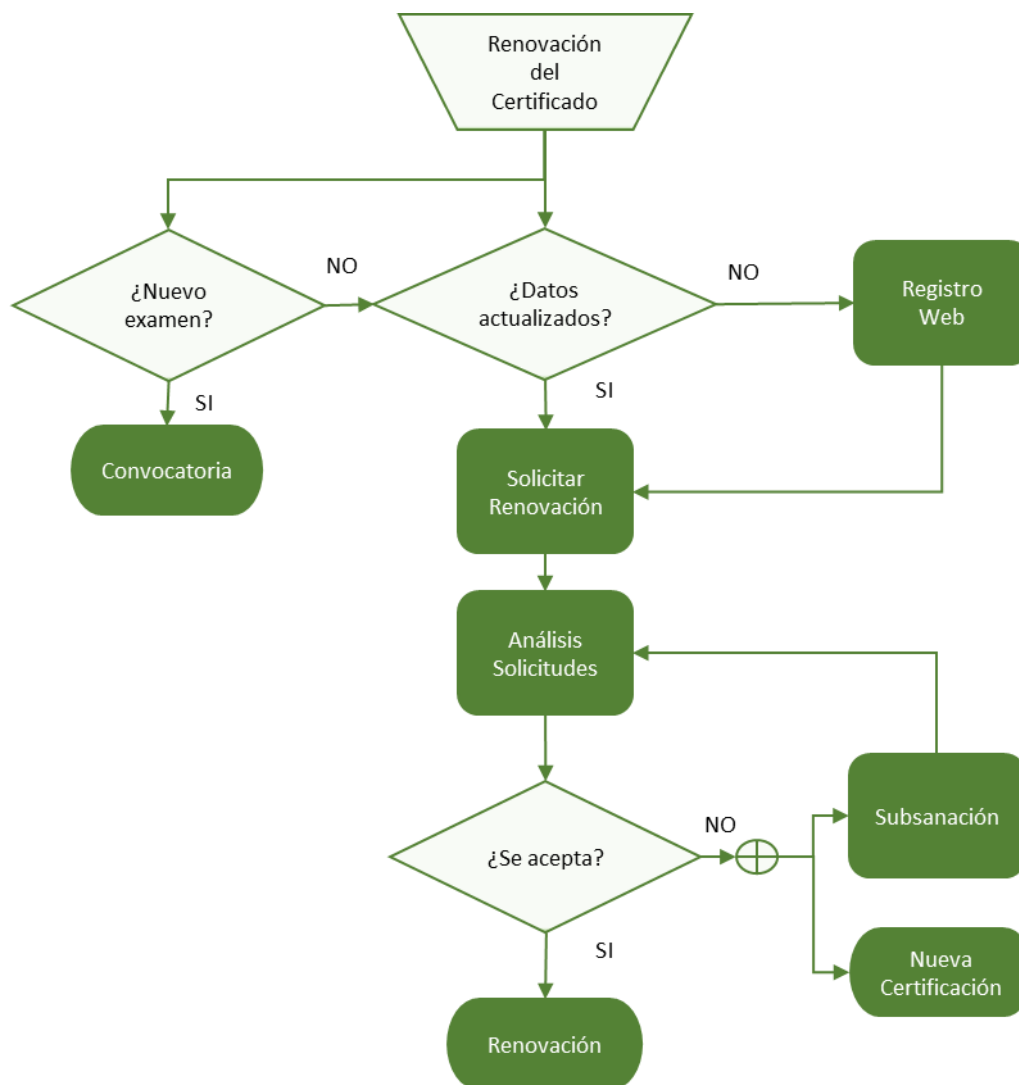 Renovación
del
Certificado
¿Nuevo
examen?
NO
¿Datos
actualizados?
NO
Registro
Web
SI
SI
Convocatoria
Solicitar
Renovación
Análisis
Solicitudes
¿Se acepta?
NO
Subsanación
SI
Nueva
Certificación
Renovación